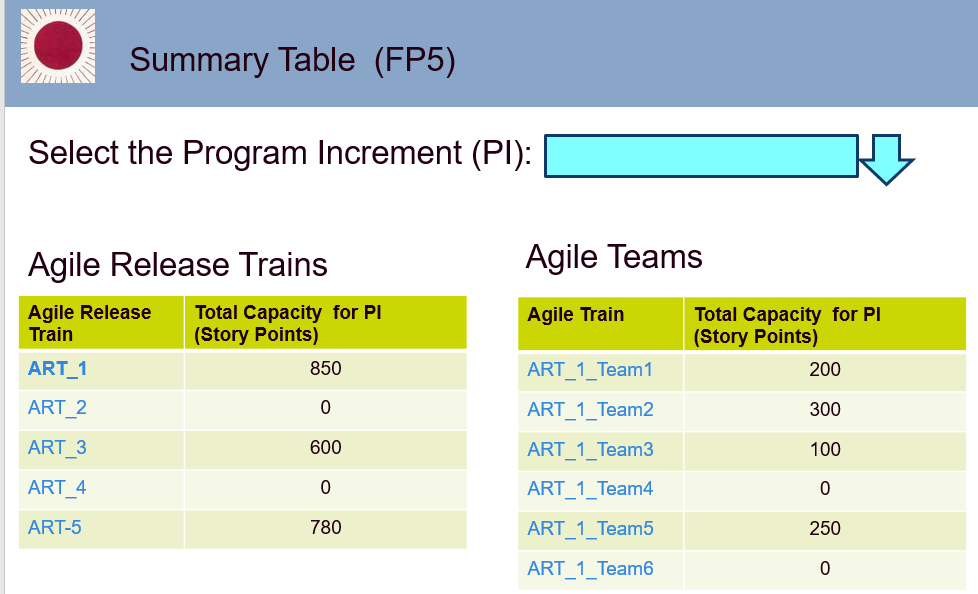 Summary Table  (FP5)
Select the Program Increment (PI):
Agile Release Trains
Agile Release
Train
Total Capacity  for PI
(Story Points)
ART_1 850
ART_2 0
ART_3 600
ART_4 0
ART-5 780
Agile Teams
Agile Train
Total Capacity  for PI
(Story Points)
ART_1_Team1 200
ART_1_Team2 300
ART_1_Team3 100
ART_1_Team4 0
ART_1_Team5 250
ART_1_Team6 0